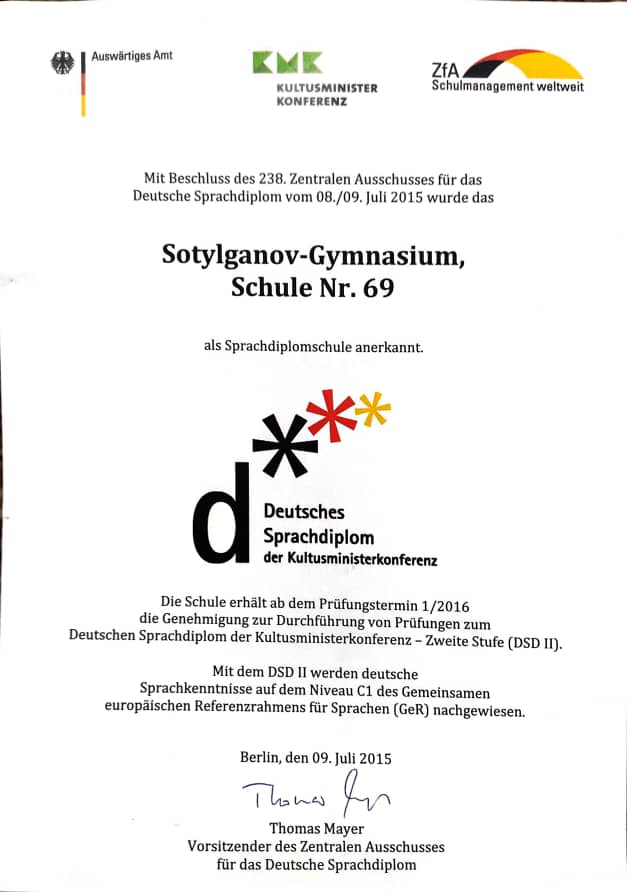 Auswärtiges Amt
KMK
KULTUSMINISTER
KONFERENZ
ZfA
Schulmanagement weltweit
Mit Beschluss des 238. Zentralen Ausschusses für das
Deutsche Sprachdiplom vom 08./09. Juli 2015 wurde das
Sotylganov-Gymnasium,
Schule Nr. 69
als Sprachdiplomschule anerkannt.
d
Deutsches
Sprachdiplom
der Kultusministerkonferenz
Die Schule erhält ab dem Prüfungstermin 1/2016
die Genehmigung zur Durchführung von Prüfungen zum
Deutschen Sprachdiplom der Kultusministerkonferenz – Zweite Stufe (DSD II).
Mit dem DSD II werden deutsche
Sprachkenntnisse auf dem Niveau C1 des Gemeinsamen
europäischen Referenzrahmens für Sprachen (GeR) nachgewiesen.
Berlin, den 09. Juli 2015
Thomas
Thomas Mayer
Vorsitzender des Zentralen Ausschusses
für das Deutsche Sprachdiplom